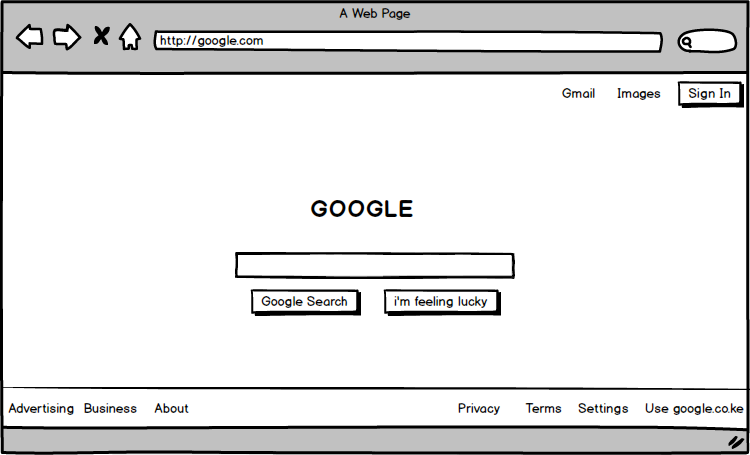 A Web Page
http://google.com
Gmail Images Sign In
GOOGLE
Google Search i'm feeling lucky
Advertising Business About Privacy Terms Settings Use google.co.ke